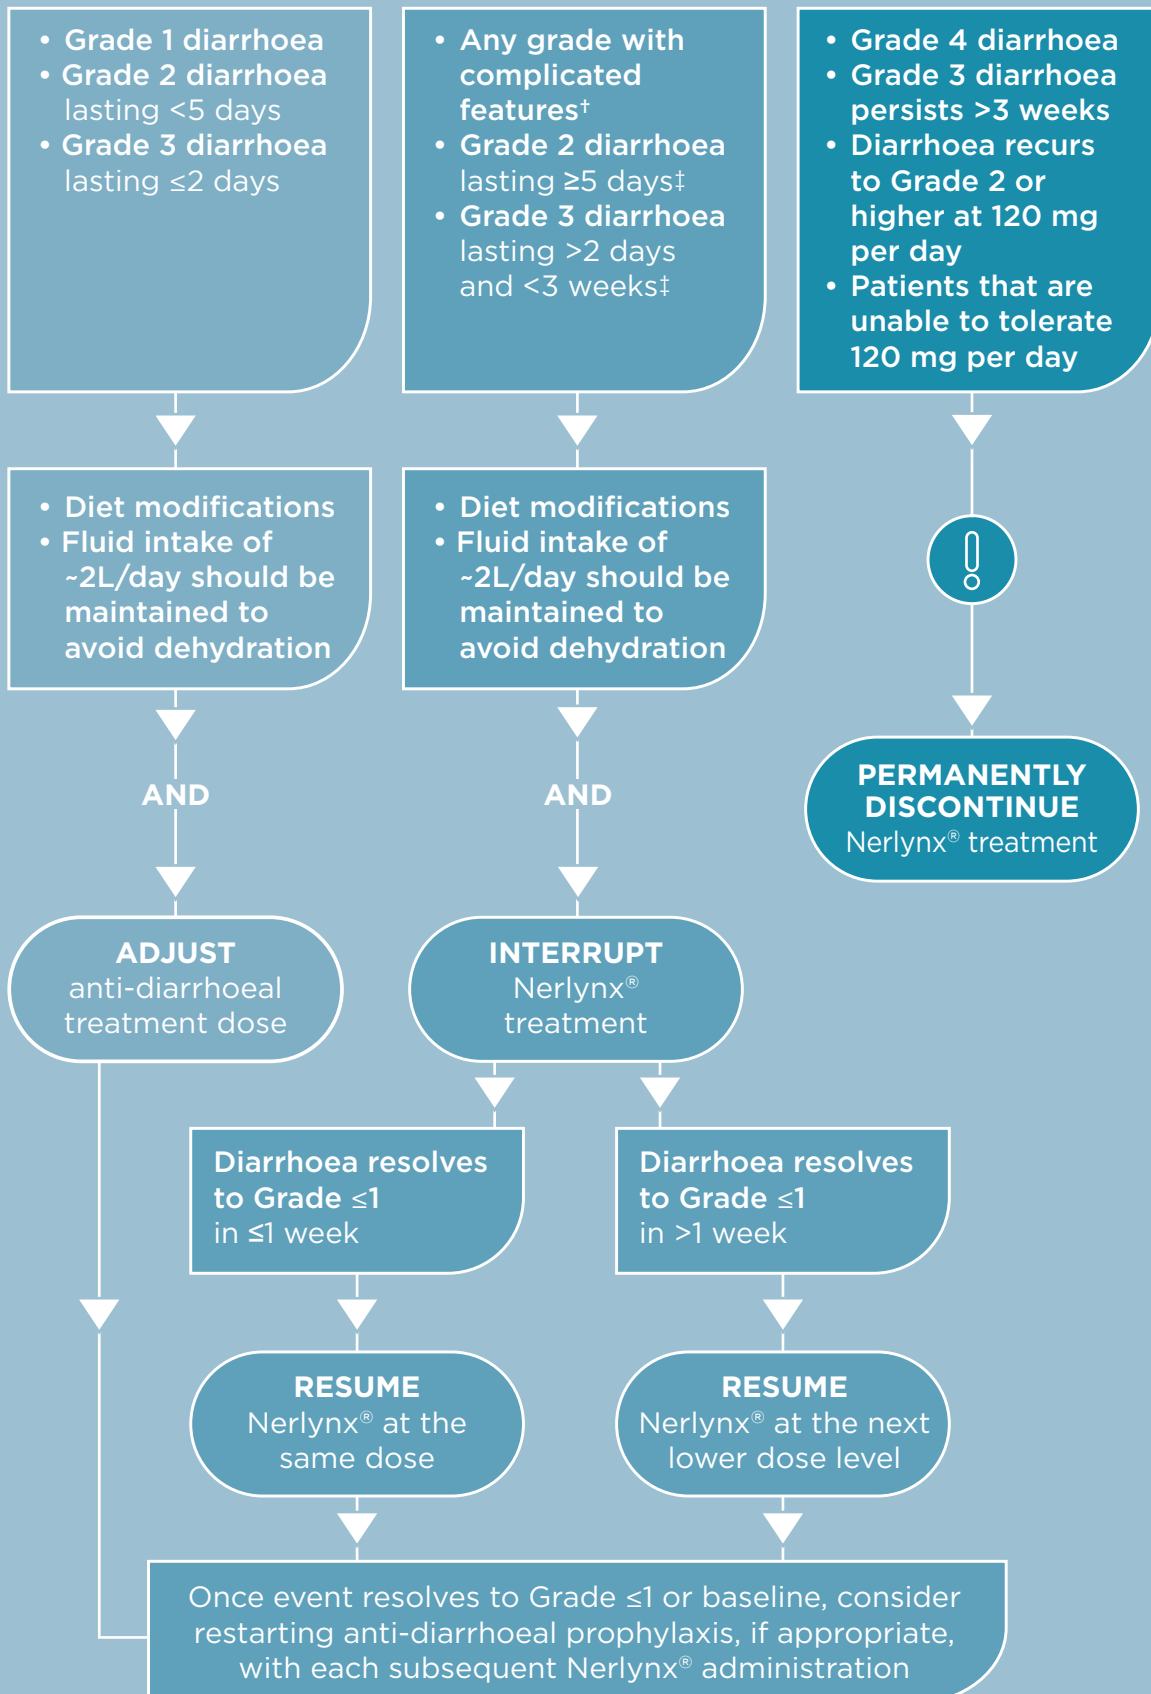 • Grade 1 diarrhoea
• Grade 2 diarrhoea
lasting <5 days
• Grade 3 diarrhoea
lasting ≤2 days
• Any grade with
complicated
features†
• Grade 2 diarrhoea
lasting ≥5 days‡
• Grade 3 diarrhoea
lasting >2 days
and <3 weeks‡
• Grade 4 diarrhoea
• Grade 3 diarrhoea
persists >3 weeks
• Diarrhoea recurs
to Grade 2 or
higher at 120 mg
per day
• Patients that are
unable to tolerate
120 mg per day
• Diet modifications
• Fluid intake of
~2L/day should be
maintained to
avoid dehydration
• Diet modifications
• Fluid intake of
~2L/day should be
maintained to
avoid dehydration
!
PERMANENTLY
DISCONTINUE
Nerlynx® treatment
AND
AND
ADJUST
anti-diarrhoeal
treatment dose
INTERRUPT
Nerlynx®
treatment
Diarrhoea resolves
to Grade ≤1
in ≤1 week
Diarrhoea resolves
to Grade ≤1
in >1 week
RESUME
Nerlynx® at the
same dose
RESUME
Nerlynx® at the next
lower dose level
Once event resolves to Grade ≤1 or baseline, consider
restarting anti-diarrhoeal prophylaxis, if appropriate,
with each subsequent Nerlynx® administration